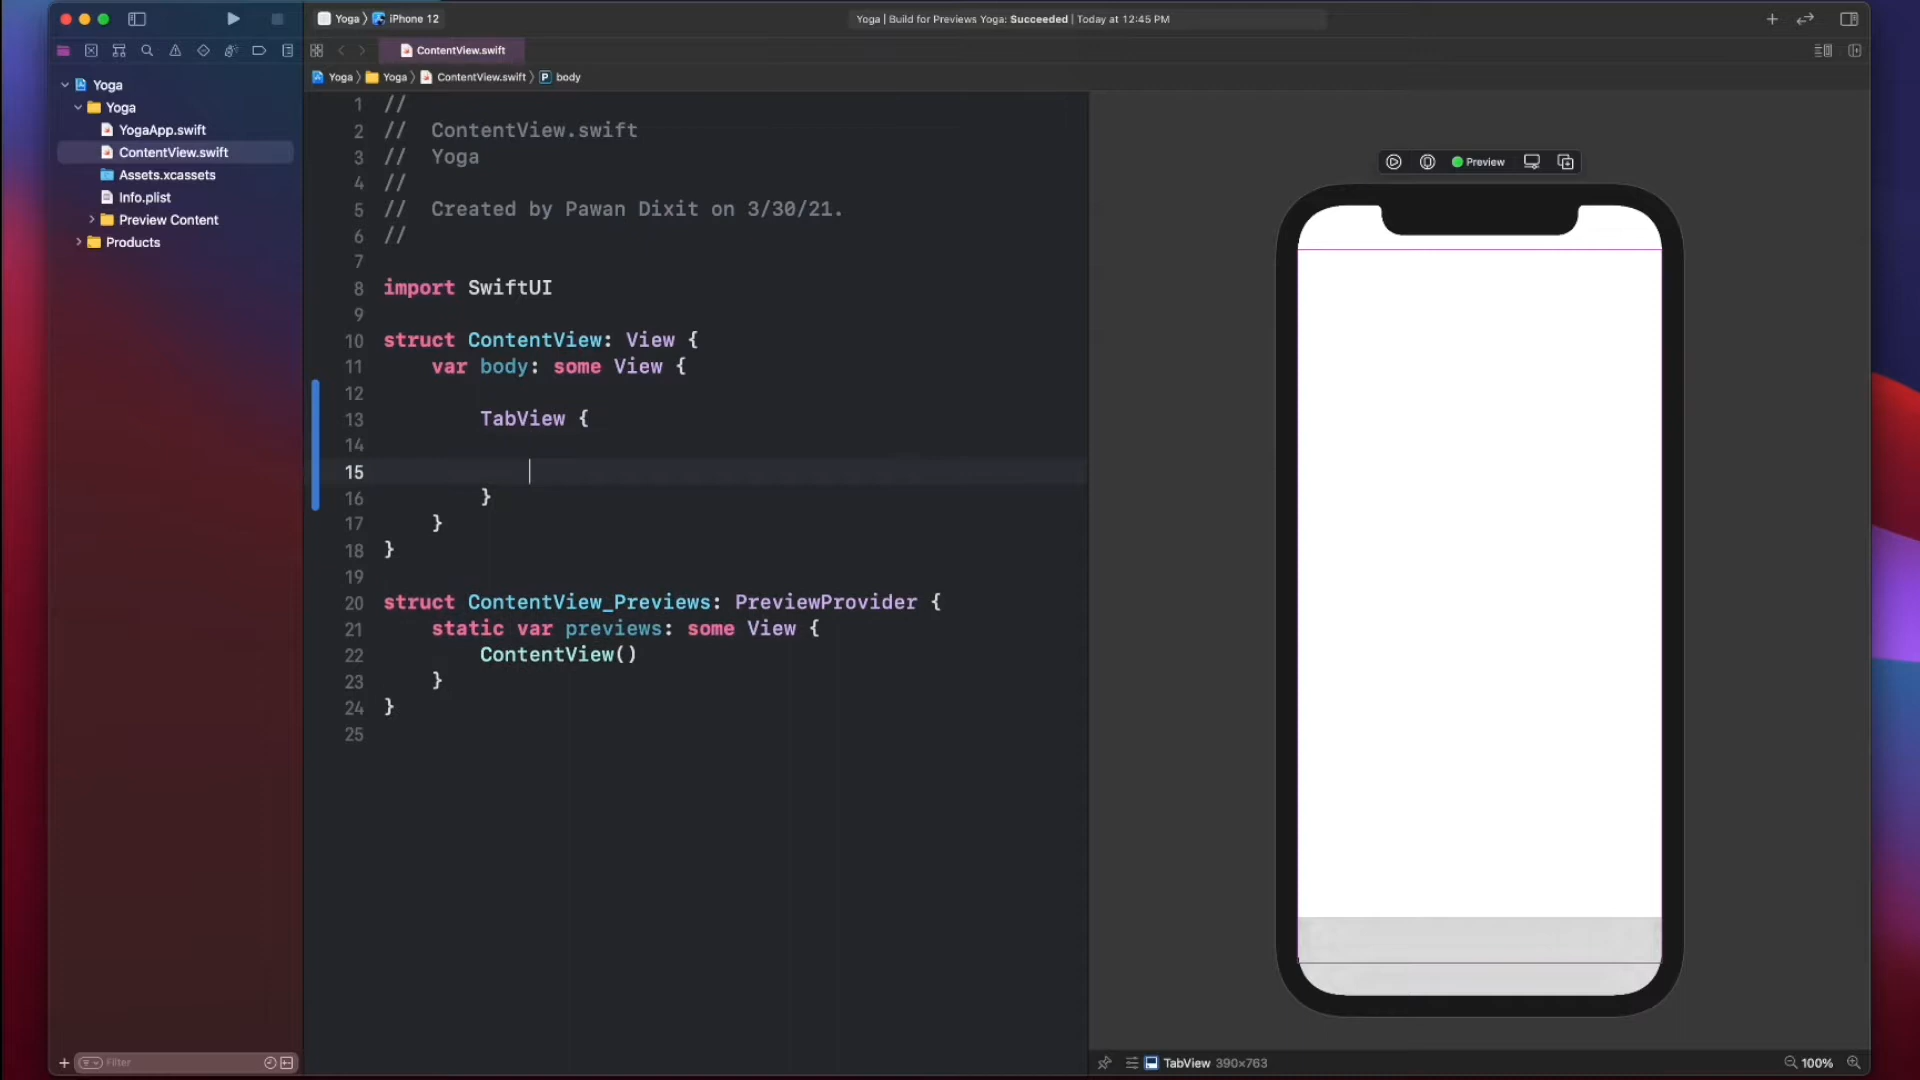 Yoga 〉 iPhone 12
Yoga | Build for Previews Yoga: Succeeded | Today at 12:45 PM
ContentView.swift
Yoga 〉 Yoga 〉 ContentView.swift 〉 P body
Yoga
Yoga
YogaApp.swift
ContentView.swift
Assets.xcassets
Info.plist
Preview Content
Products
Filter
1 //
2 //  ContentView.swift
3 //  Yoga
4 //
5 //  Created by Pawan Dixit on 3/30/21.
6 //
7
8 import SwiftUI
9
10 struct ContentView: View {
11     var body: some View {
12
13         TabView {
14
15
16         }
17     }
18 }
19
20 struct ContentView_Previews: PreviewProvider {
21     static var previews: some View {
22         ContentView()
23     }
24 }
25
Preview
TabView 390×763
100%